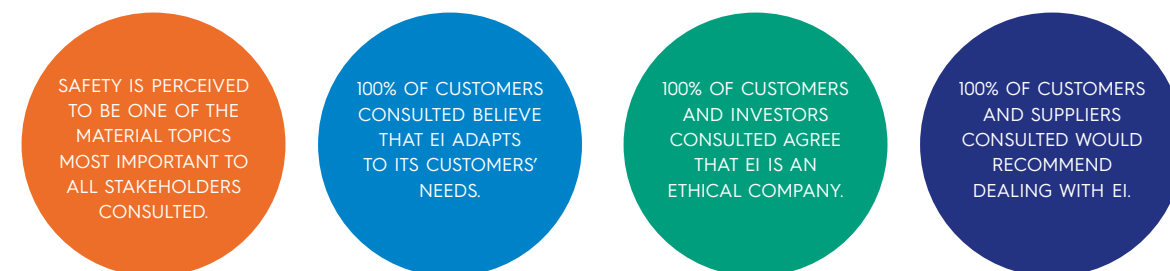 SAFETY IS PERCEIVED
TO BE ONE OF THE
MATERIAL TOPICS
MOST IMPORTANT TO
ALL STAKEHOLDERS
CONSULTED.
100% OF CUSTOMERS
CONSULTED BELIEVE
THAT EI ADAPTS
TO ITS CUSTOMERS’
NEEDS.
100% OF CUSTOMERS
AND INVESTORS
CONSULTED AGREE
THAT EI IS AN
ETHICAL COMPANY.
100% OF CUSTOMERS
AND SUPPLIERS
CONSULTED WOULD
RECOMMEND
DEALING WITH EI.